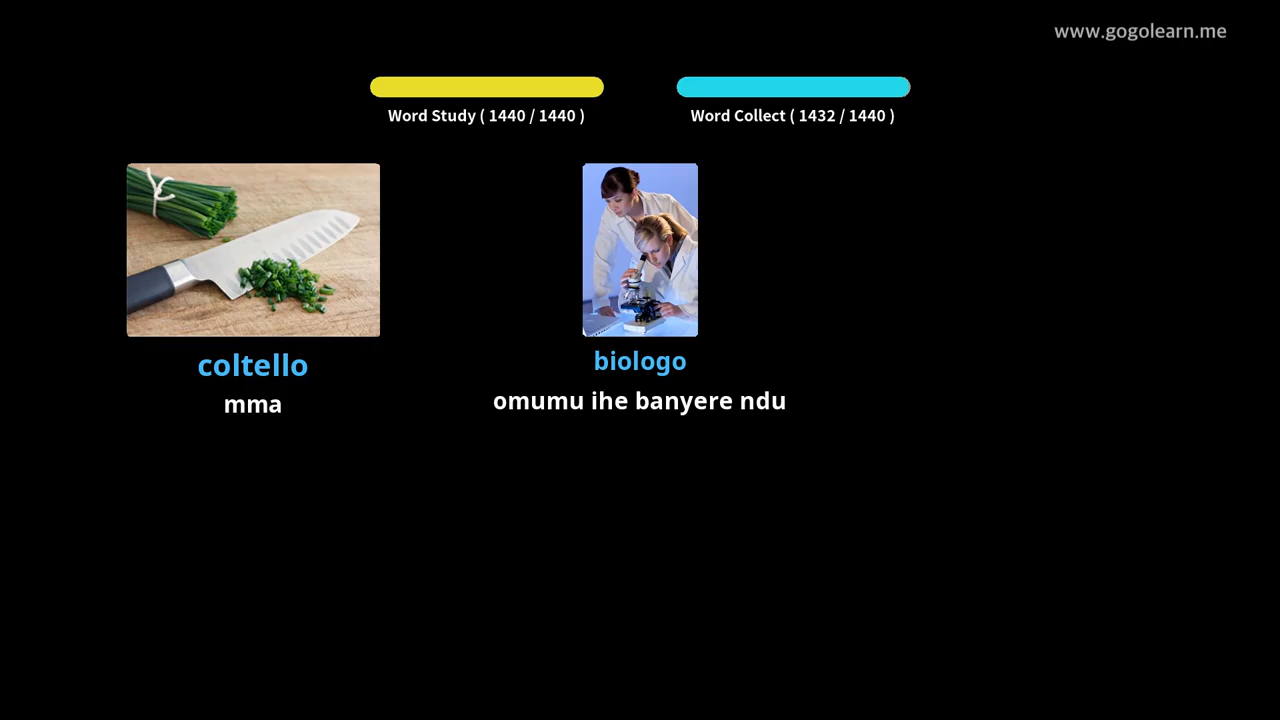 www.gogolearn.me
Word Study ( 1440 / 1440 )
Word Collect ( 1432 / 1440 )
coltello
mma
biologo
omumu ihe banyere ndu